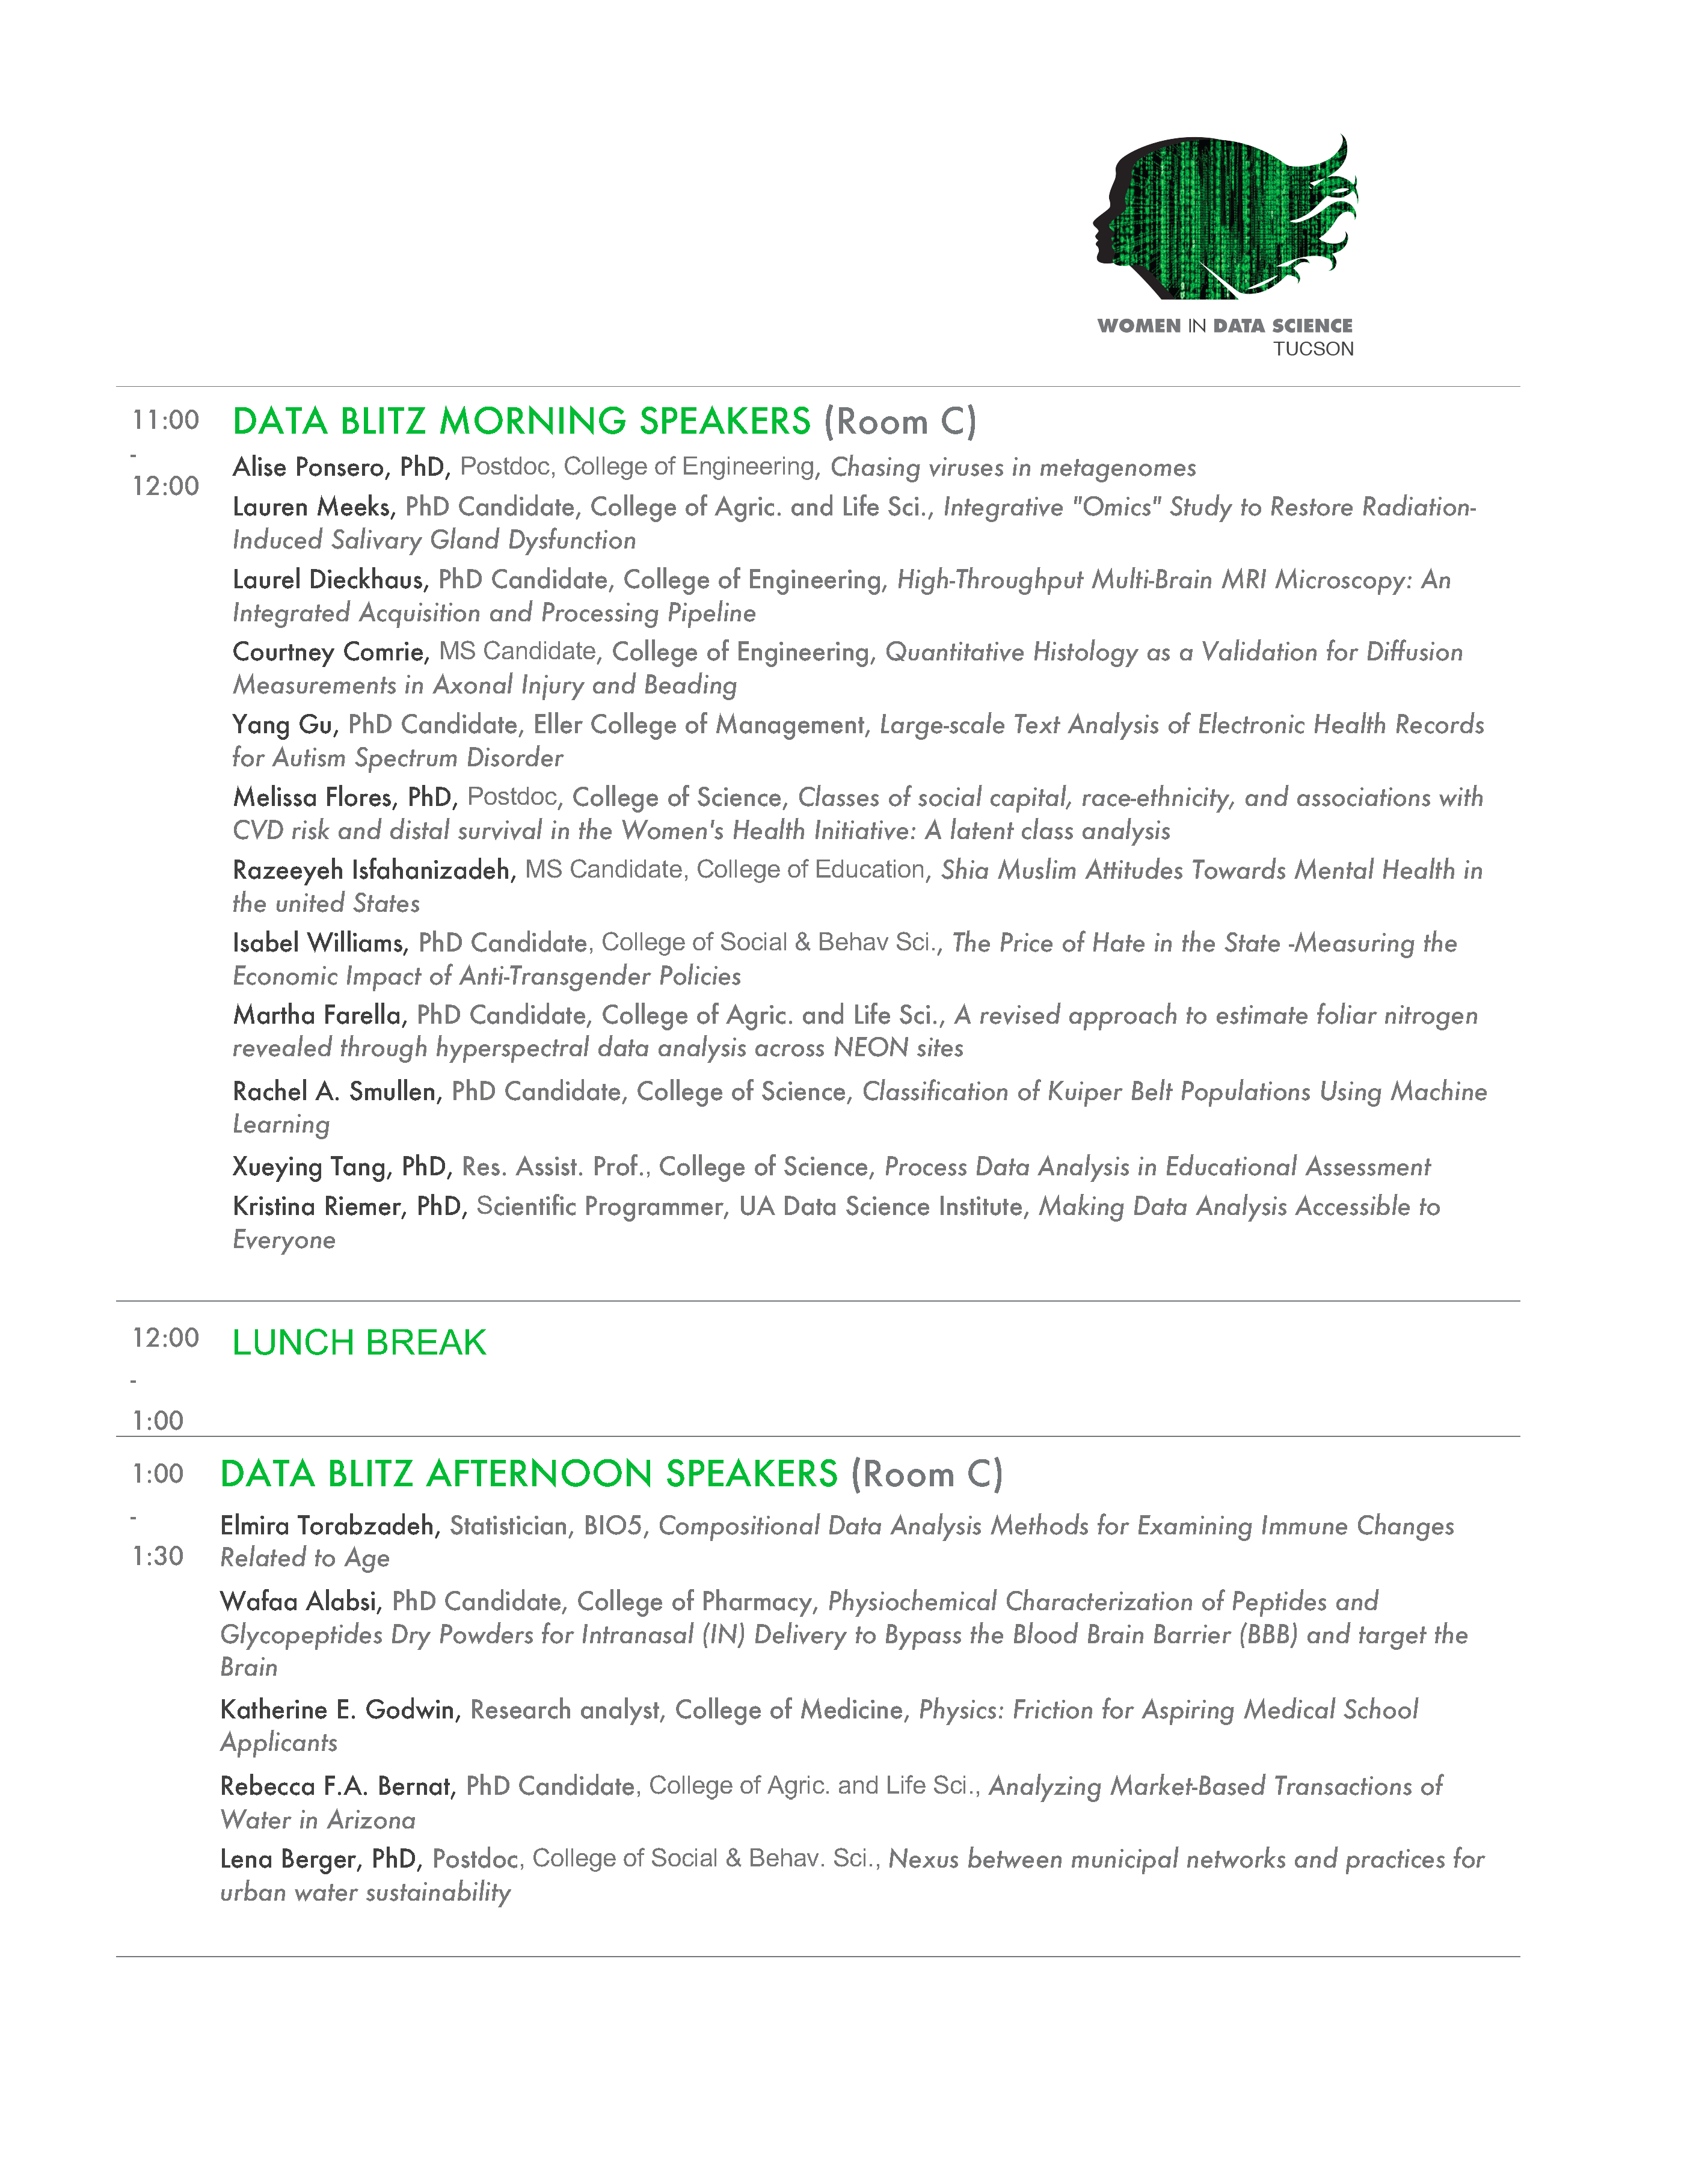 WOMEN IN DATA SCIENCE
TUCSON
11:00
-
12:00
DATA BLITZ MORNING SPEAKERS (Room C)
Alise Ponsero, PhD, Postdoc, College of Engineering, Chasing viruses in metagenomes
Lauren Meeks, PhD Candidate, College of Agric. and Life Sci., Integrative "Omics" Study to Restore Radiation-
Induced Salivary Gland Dysfunction
Laurel Dieckhaus, PhD Candidate, College of Engineering, High-Throughput Multi-Brain MRI Microscopy: An
Integrated Acquisition and Processing Pipeline
Courtney Comrie, MS Candidate, College of Engineering, Quantitative Histology as a Validation for Diffusion
Measurements in Axonal Injury and Beading
Yang Gu, PhD Candidate, Eller College of Management, Large-scale Text Analysis of Electronic Health Records
for Autism Spectrum Disorder
Melissa Flores, PhD, Postdoc, College of Science, Classes of social capital, race-ethnicity, and associations with
CVD risk and distal survival in the Women's Health Initiative: A latent class analysis
Razeeyeh Isfahanizadeh, MS Candidate, College of Education, Shia Muslim Attitudes Towards Mental Health in
the united States
Isabel Williams, PhD Candidate, College of Social & Behav Sci., The Price of Hate in the State -Measuring the
Economic Impact of Anti-Transgender Policies
Martha Farella, PhD Candidate, College of Agric. and Life Sci., A revised approach to estimate foliar nitrogen
revealed through hyperspectral data analysis across NEON sites
Rachel A. Smullen, PhD Candidate, College of Science, Classification of Kuiper Belt Populations Using Machine
Learning
Xueying Tang, PhD, Res. Assist. Prof., College of Science, Process Data Analysis in Educational Assessment
Kristina Riemer, PhD, Scientific Programmer, UA Data Science Institute, Making Data Analysis Accessible to
Everyone
12:00
-
1:00
LUNCH BREAK
1:00
-
1:30
DATA BLITZ AFTERNOON SPEAKERS (Room C)
Elmira Torabzadeh, Statistician, BIO5, Compositional Data Analysis Methods for Examining Immune Changes
Related to Age
Wafaa Alabsi, PhD Candidate, College of Pharmacy, Physiochemical Characterization of Peptides and
Glycopeptides Dry Powders for Intranasal (IN) Delivery to Bypass the Blood Brain Barrier (BBB) and target the
Brain
Katherine E. Godwin, Research analyst, College of Medicine, Physics: Friction for Aspiring Medical School
Applicants
Rebecca F.A. Bernat, PhD Candidate, College of Agric. and Life Sci., Analyzing Market-Based Transactions of
Water in Arizona
Lena Berger, PhD, Postdoc, College of Social & Behav. Sci., Nexus between municipal networks and practices for
urban water sustainability